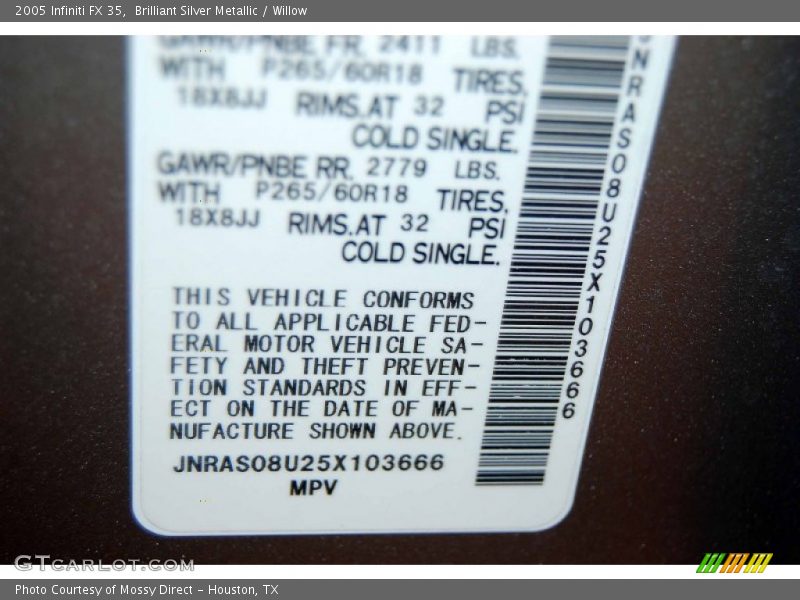 2005 Infiniti FX 35,  Brilliant Silver Metallic / Willow
GAWR/PNBE FR. 2411 LBS.
WITH P265/60R18 TIRES,
18X8JJ RIMS.AT 32 PSI
COLD SINGLE.
GAWR/PNBE RR. 2779 LBS.
WITH P265/60R18 TIRES,
18X8JJ RIMS.AT 32 PSI
COLD SINGLE.
THIS VEHICLE CONFORMS
TO ALL APPLICABLE FED-
ERAL MOTOR VEHICLE SA-
FETY AND THEFT PREVEN-
TION STANDARDS IN EFF-
ECT ON THE DATE OF MA-
NUFACTURE SHOWN ABOVE.
JNRAS08U25X103666
MPV
JNRAS08U25X103666
GTCARLOT.COM
Photo Courtesy of Mossy Direct - Houston, TX